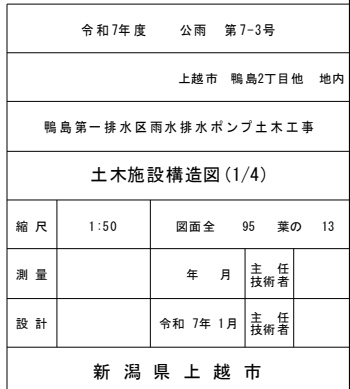 令和7年度 公雨 第7-3号
上越市 鴨島2丁目他 地内
鴨島第一排水区雨水排水ポンプ土木工事
土木施設構造図(1/4)
縮 尺 1:50 図面全 95 葉の 13
測 量 年 月 主 任 技術者
設 計 令和 7年 1月 主 任 技術者
新 潟 県 上 越 市